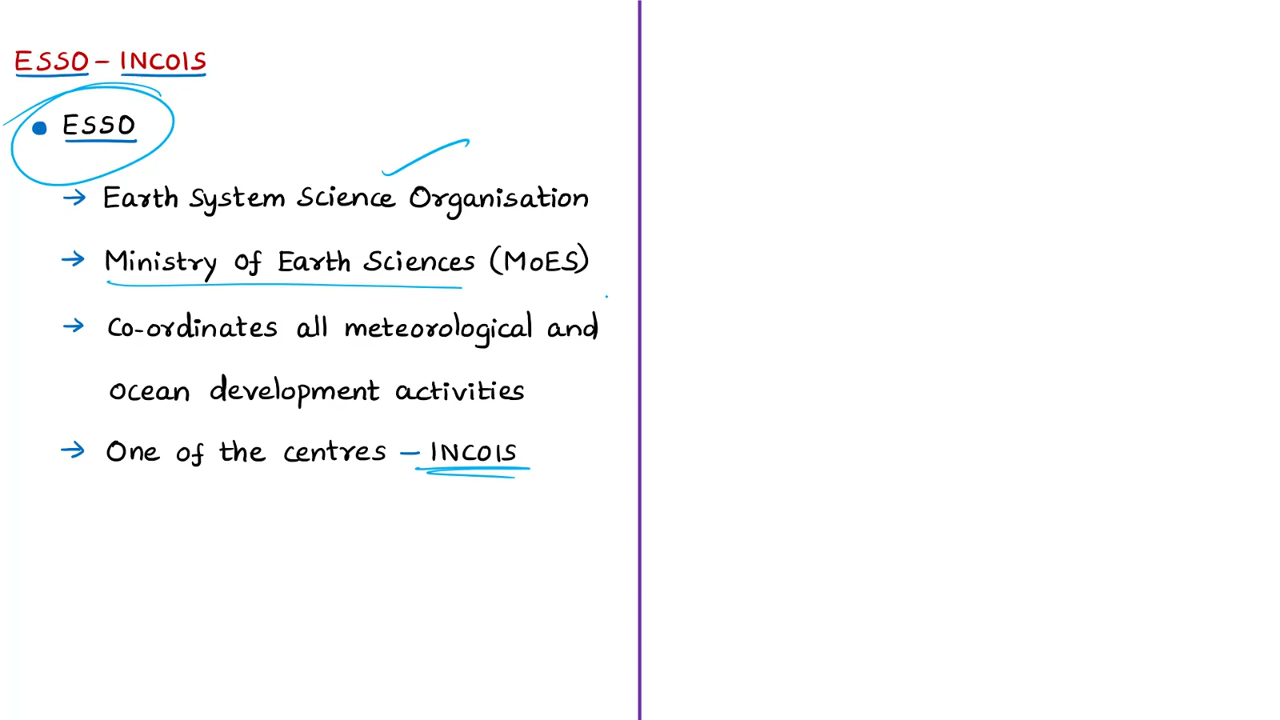 ESSO - INCOIS
• ESSO
→ Earth System Science Organisation
→ Ministry of Earth Sciences (MoES)
→ Co-ordinates all meteorological and
ocean development activities
→ One of the centres - INCOIS